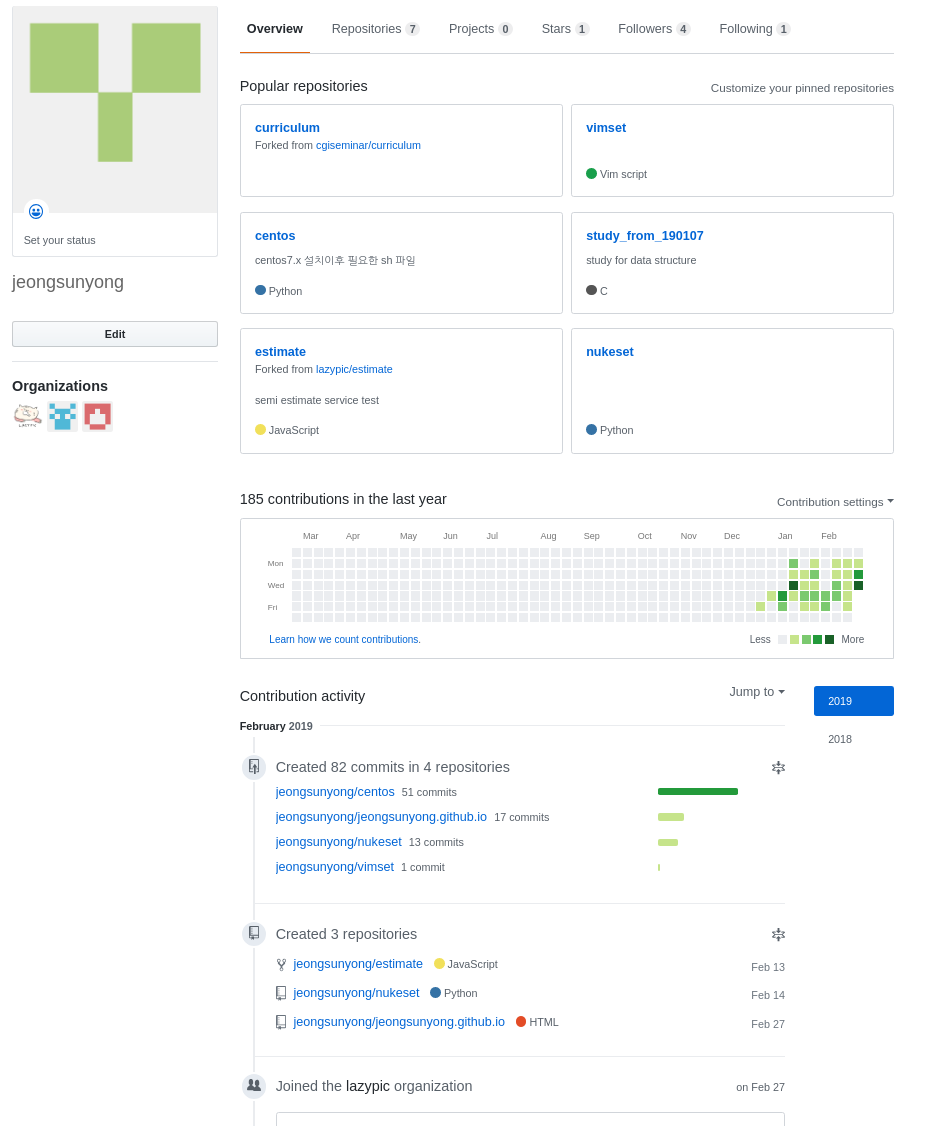 Overview Repositories 7 Projects 0 Stars 1 Followers 4 Following 1
Set your status
jeongsunyong
Edit
Organizations
Popular repositories Customize your pinned repositories
curriculum
Forked from cgiseminar/curriculum
vimset
Vim script
centos
centos7.x 설치이후 필요한 sh 파일
Python
study_from_190107
study for data structure
C
estimate
Forked from lazypic/estimate
semi estimate service test
JavaScript
nukeset
Python
185 contributions in the last year Contribution settings
Mar Apr May Jun Jul Aug Sep Oct Nov Dec Jan Feb
Mon
Wed
Fri
Learn how we count contributions. Less More
Contribution activity Jump to
2019
2018
February 2019
Created 82 commits in 4 repositories
jeongsunyong/centos 51 commits
jeongsunyong/jeongsunyong.github.io 17 commits
jeongsunyong/nukeset 13 commits
jeongsunyong/vimset 1 commit
Created 3 repositories
jeongsunyong/estimate JavaScript Feb 13
jeongsunyong/nukeset Python Feb 14
jeongsunyong/jeongsunyong.github.io HTML Feb 27
Joined the lazypic organization on Feb 27